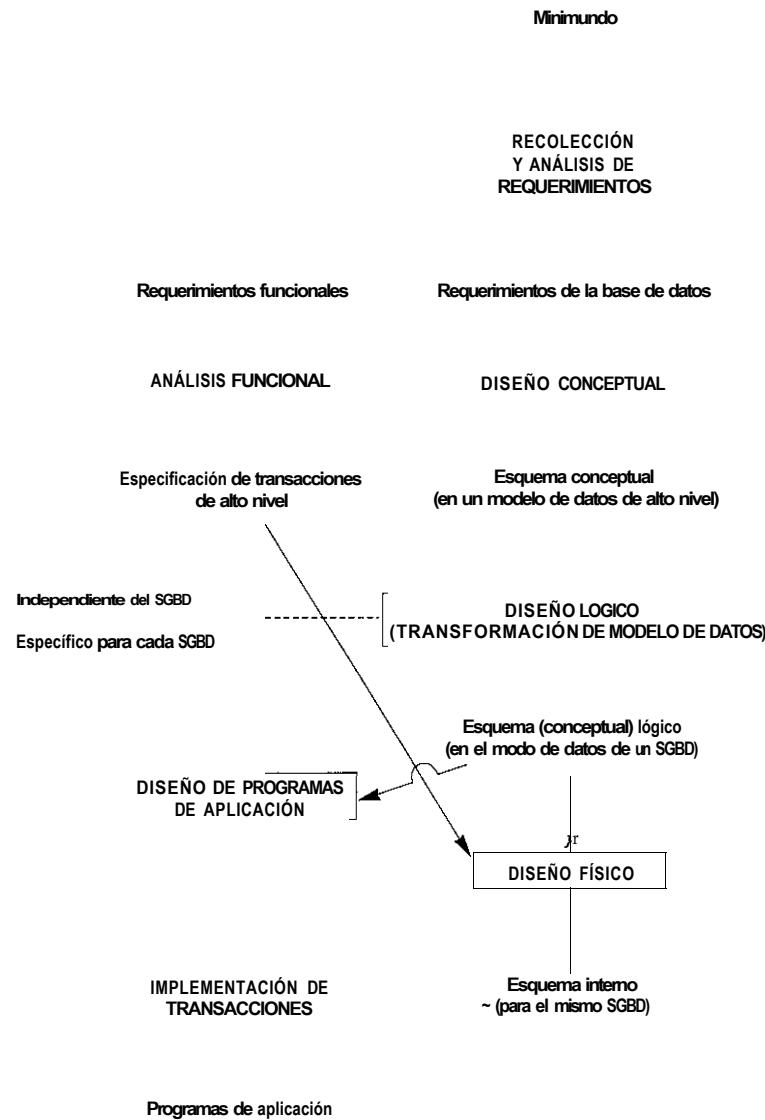 Minimundo
RECOLECCIÓN
Y ANÁLISIS DE
REQUERIMIENTOS
Requerimientos funcionales
Requerimientos de la base de datos
ANÁLISIS FUNCIONAL
DISEÑO CONCEPTUAL
Especificación de transacciones
de alto nivel
Esquema conceptual
(en un modelo de datos de alto nivel)
Independiente del SGBD
Específico para cada SGBD
DISEÑO LOGICO
(TRANSFORMACIÓN DE MODELO DE DATOS)
Esquema (conceptual) lógico
(en el modo de datos de un SGBD)
DISEÑO DE PROGRAMAS
DE APLICACIÓN
DISEÑO FÍSICO
IMPLEMENTACIÓN DE
TRANSACCIONES
Esquema interno
~ (para el mismo SGBD)
Programas de aplicación